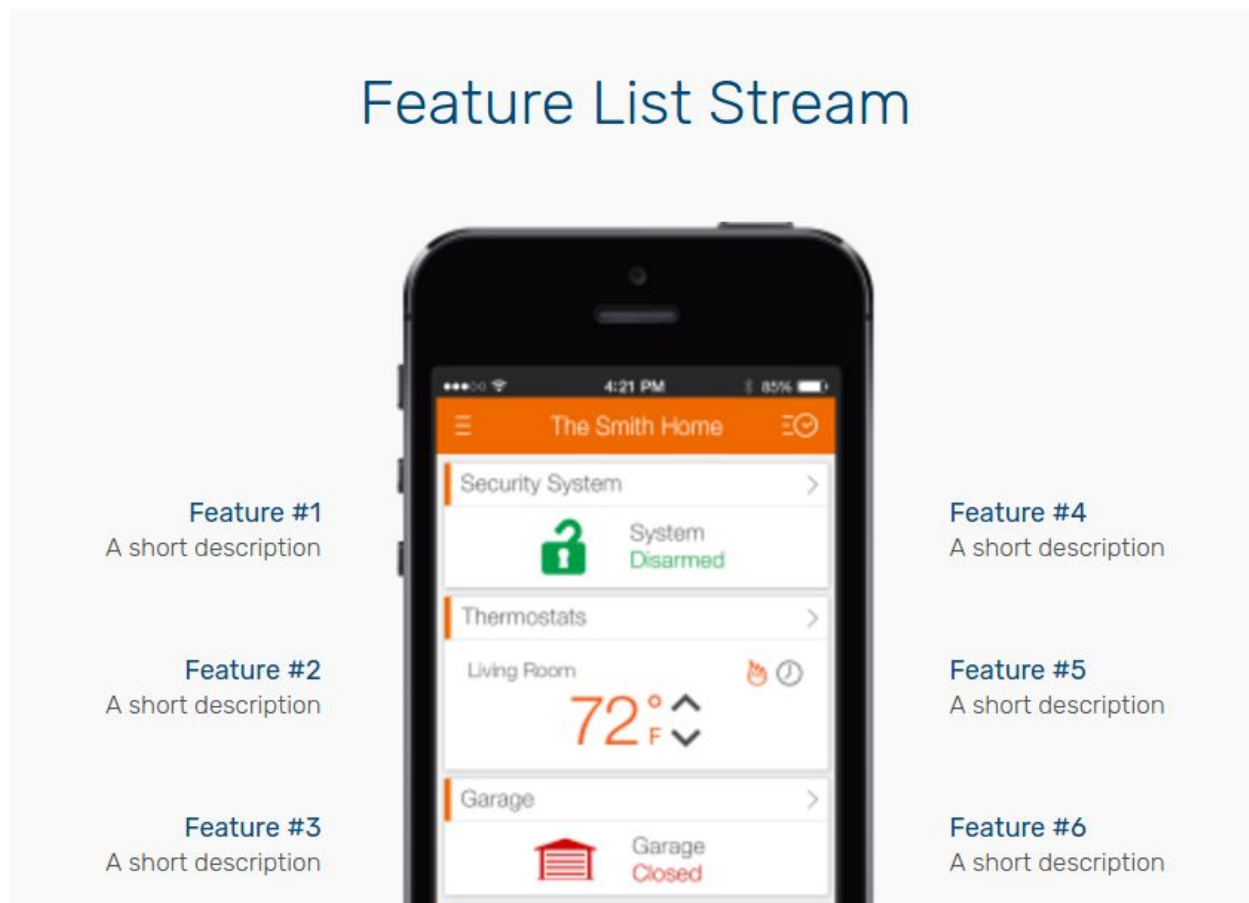 Feature List Stream
4:21 PM
85%
The Smith Home
Security System
System
Disarmed
Thermostats
Living Room
72°F
Garage
Garage
Closed
Feature #1
A short description
Feature #2
A short description
Feature #3
A short description
Feature #4
A short description
Feature #5
A short description
Feature #6
A short description